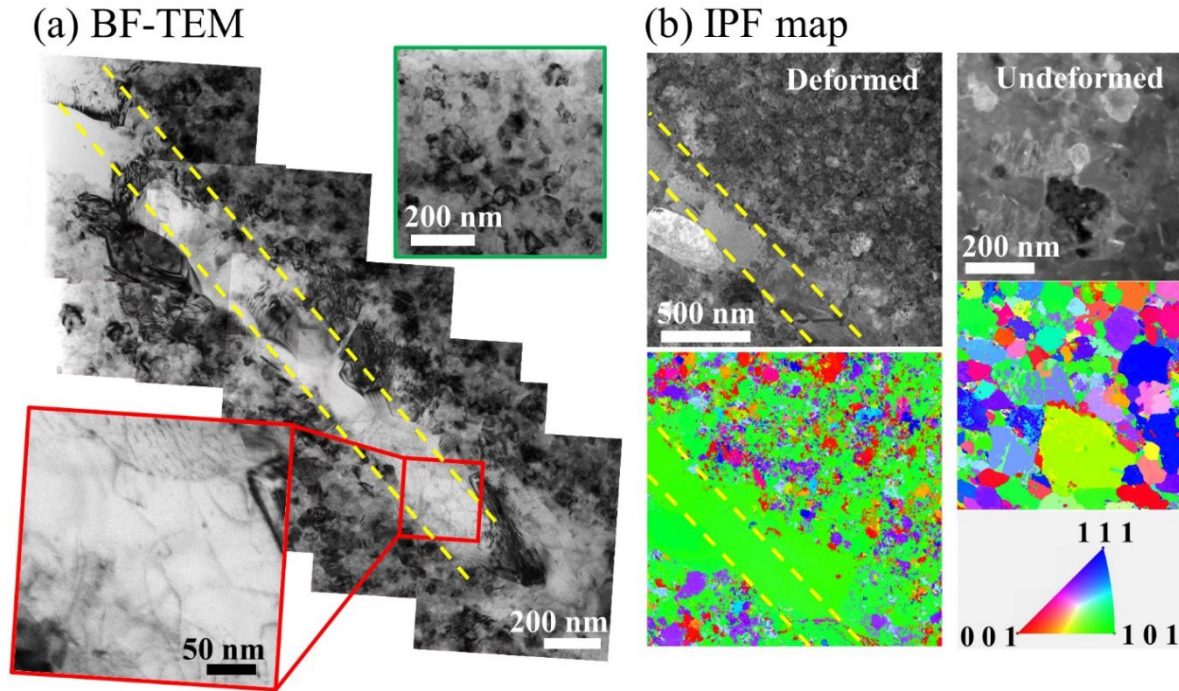 (a) BF-TEM
200 nm
50 nm
200 nm
(b) IPF map
Deformed
500 nm
Undeformed
200 nm
1 1 1
0 0 1
1 0 1